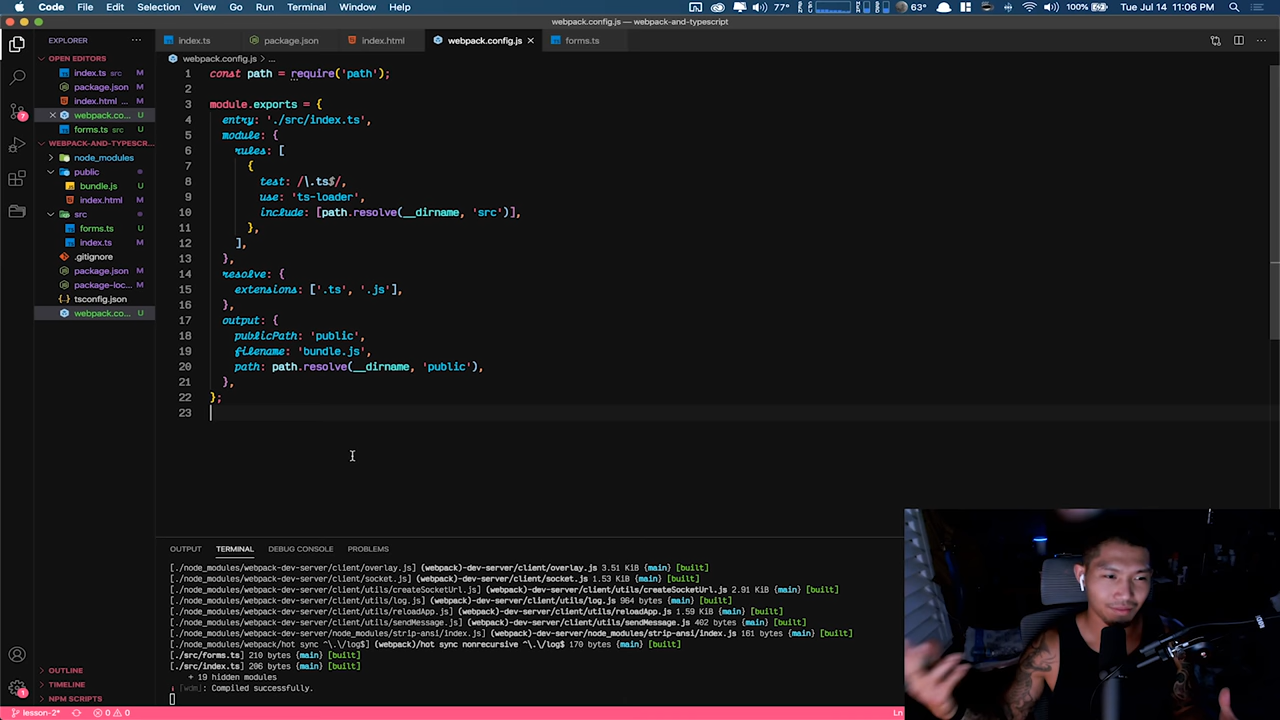 Code File Edit Selection View Go Run Terminal Window Help 77° 63° 100% Tue Jul 14 11:06 PM
webpack.config.js — webpack-and-typescript
EXPLORER ···
index.ts package.json index.html webpack.config.js × forms.ts
OPEN EDITORS
index.ts src M
package.json M
index.html ... M
× webpack.co... U
forms.ts src U
WEBPACK-AND-TYPESCR...
node_modules
public
bundle.js U
index.html M
src
forms.ts U
index.ts M
.gitignore
package.json M
package-loc... M
tsconfig.json
webpack.co... U
OUTLINE
TIMELINE
NPM SCRIPTS
webpack.config.js > ...
1 const path = require('path');
2
3 module.exports = {
4 entry: './src/index.ts',
5 module: {
6 rules: [
7 {
8 test: /\.ts$/,
9 use: 'ts-loader',
10 include: [path.resolve(__dirname, 'src')],
11 },
12 ],
13 },
14 resolve: {
15 extensions: ['.ts', '.js'],
16 },
17 output: {
18 publicPath: 'public',
19 filename: 'bundle.js',
20 path: path.resolve(__dirname, 'public'),
21 },
22 };
23
OUTPUT TERMINAL DEBUG CONSOLE PROBLEMS
[./node_modules/webpack-dev-server/client/overlay.js] (webpack)-dev-server/client/overlay.js 3.51 KiB {main} [built]
[./node_modules/webpack-dev-server/client/socket.js] (webpack)-dev-server/client/socket.js 1.53 KiB {main} [built]
[./node_modules/webpack-dev-server/client/utils/createSocketUrl.js] (webpack)-dev-server/client/utils/createSocketUrl.js 2.91 KiB {main} [built]
[./node_modules/webpack-dev-server/client/utils/log.js] (webpack)-dev-server/client/utils/log.js 964 bytes {main} [built]
[./node_modules/webpack-dev-server/client/utils/reloadApp.js] (webpack)-dev-server/client/utils/reloadApp.js 1.59 KiB {main} [built]
[./node_modules/webpack-dev-server/client/utils/sendMessage.js] (webpack)-dev-server/client/utils/sendMessage.js 402 bytes {main} [built]
[./node_modules/webpack-dev-server/node_modules/strip-ansi/index.js] (webpack)-dev-server/node_modules/strip-ansi/index.js 161 bytes {main} [built]
[./node_modules/webpack/hot sync ^\.\/log$] (webpack)/hot sync nonrecursive ^\.\/log$ 170 bytes {main} [built]
[./src/forms.ts] 210 bytes {main} [built]
[./src/index.ts] 206 bytes {main} [built]
+ 19 hidden modules
ℹ ｢wdm｣: Compiled successfully.
7
1
lesson-2* 0 0 Ln